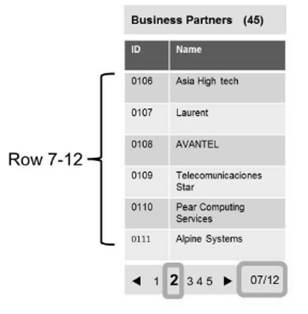 Business Partners (45)
ID Name
0106 Asia High tech
0107 Laurent
0108 AVANTEL
0109 Telecomunicaciones
Star
0110 Pear Computing
Services
0111 Alpine Systems
Row 7-12
◄ 1 2 3 4 5 ► 07/12